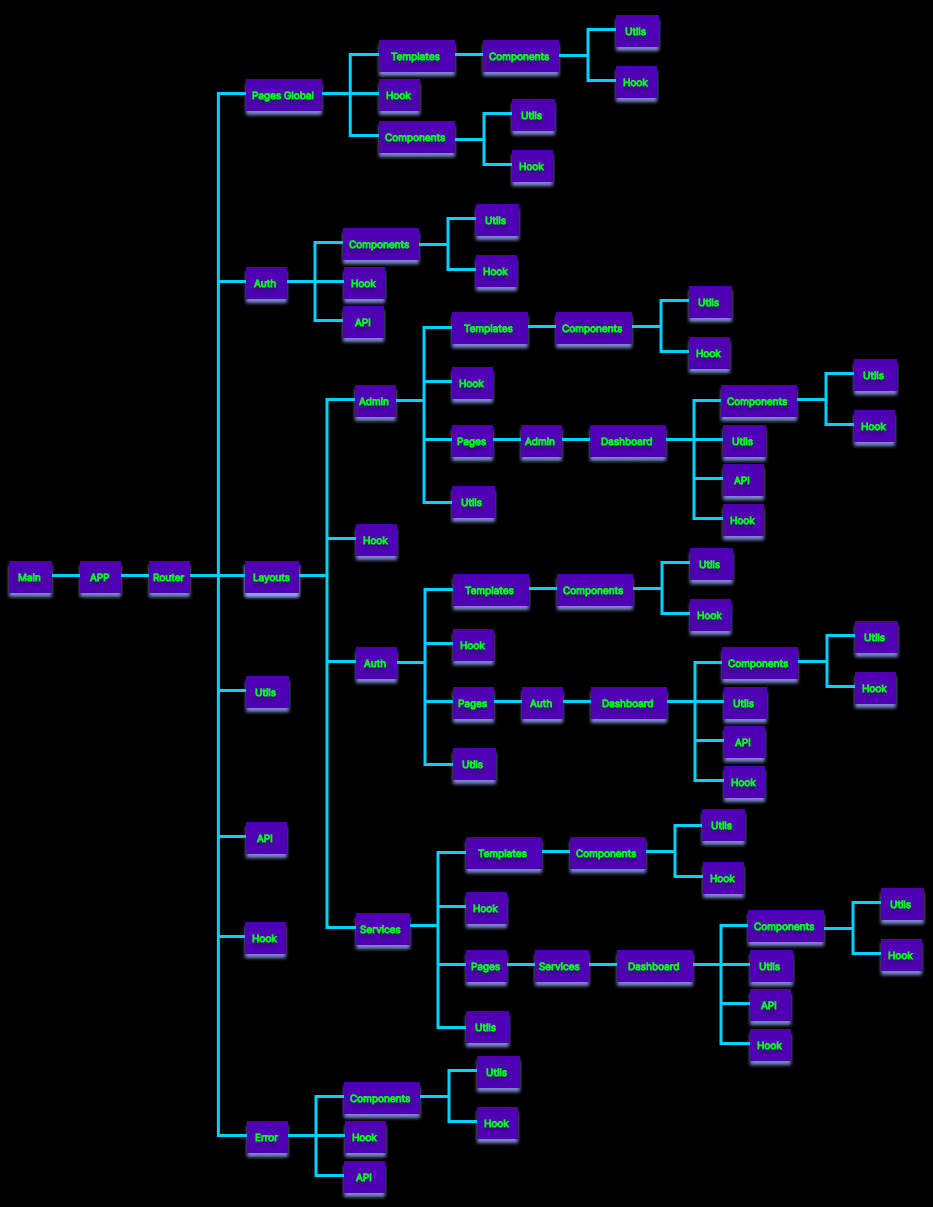 Utlis
Templates
Components
Hook
Pages Global
Hook
Utlis
Components
Hook
Utlis
Components
Hook
Auth
Hook
API
Utlis
Templates
Components
Hook
Utlis
Hook
Admin
Components
Hook
Pages
Admin
Dashboard
Utlis
API
Utlis
Hook
Hook
Utlis
Main
APP
Router
Layouts
Templates
Components
Hook
Utlis
Hook
Auth
Components
Hook
Utlis
Pages
Auth
Dashboard
Utlis
API
Utlis
Hook
Utlis
API
Templates
Components
Hook
Utlis
Hook
Services
Components
Hook
Hook
Pages
Services
Dashboard
Utlis
API
Utlis
Hook
Utlis
Components
Hook
Error
Hook
API